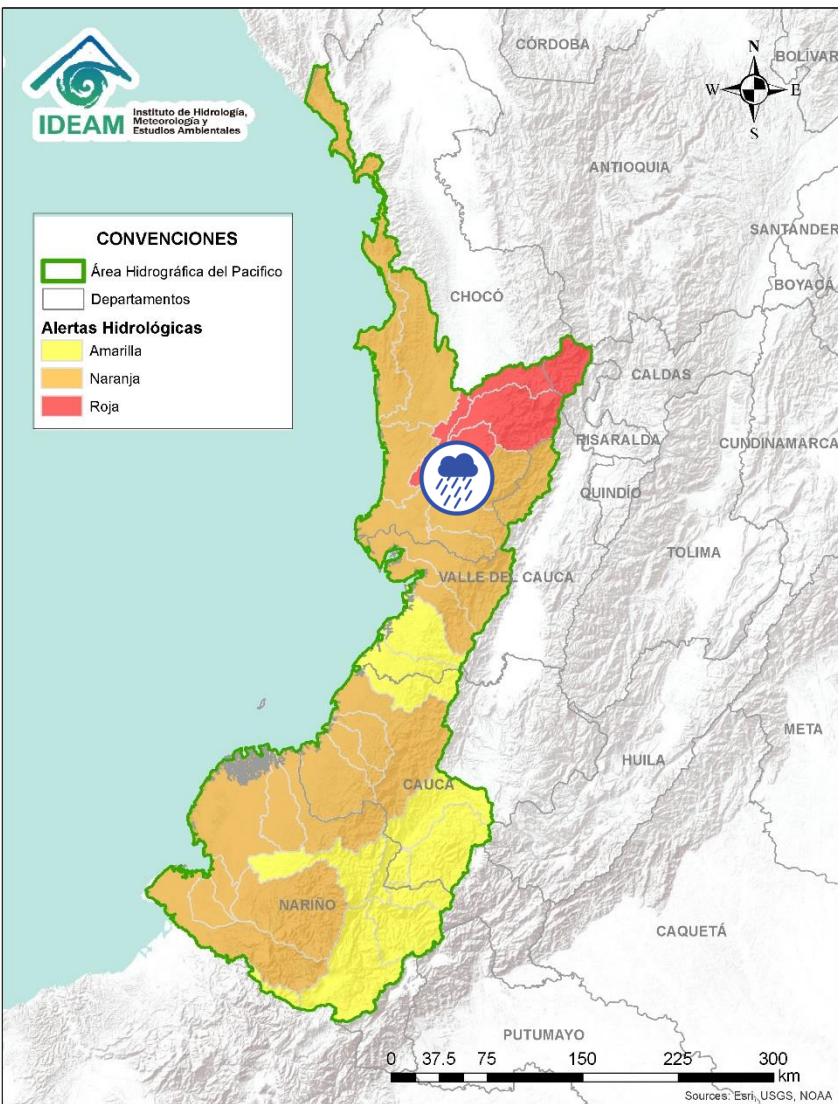 IDEAM
Instituto de Hidrología,
Meteorología y
Estudios Ambientales
CÓRDOBA
BOLÍVAR
N
W
E
S
ANTIOQUIA
SANTANDER
BOYACÁ
CONVENCIONES
Área Hidrográfica del Pacifico
Departamentos
Alertas Hidrológicas
Amarilla
Naranja
Roja
CHOCÓ
CALDAS
RISARALDA
CUNDINAMARCA
QUINDÍO
TOLIMA
VALLE DEL CAUCA
META
HUILA
CAUCA
NARIÑO
CAQUETÁ
PUTUMAYO
0 37.5 75 150 225 300
km
Sources: Esri, USGS, NOAA